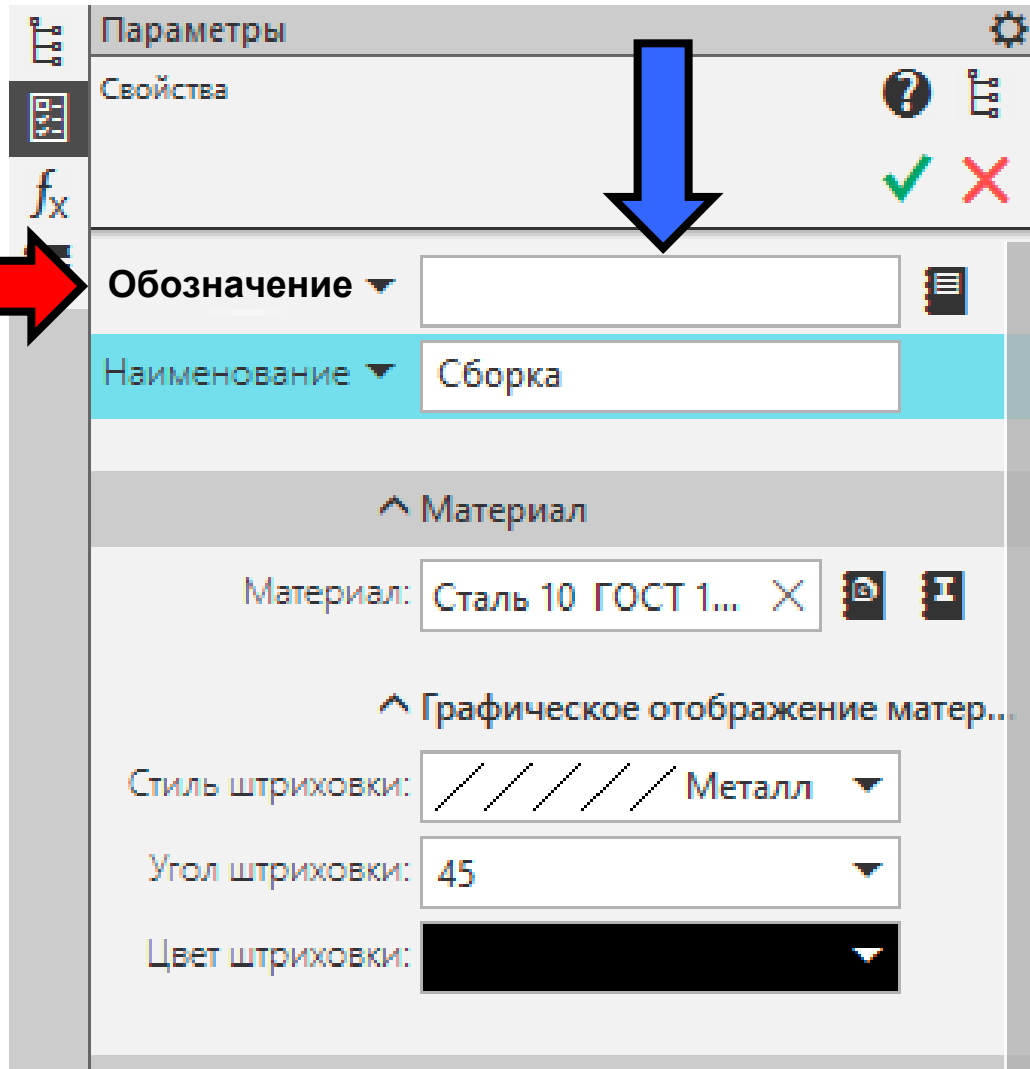 Параметры
Свойства
fx
Обозначение
Наименование Сборка
Материал
Материал: Сталь 10 ГОСТ 1...
Графическое отображение матер...
Стиль штриховки: Металл
Угол штриховки: 45
Цвет штриховки: